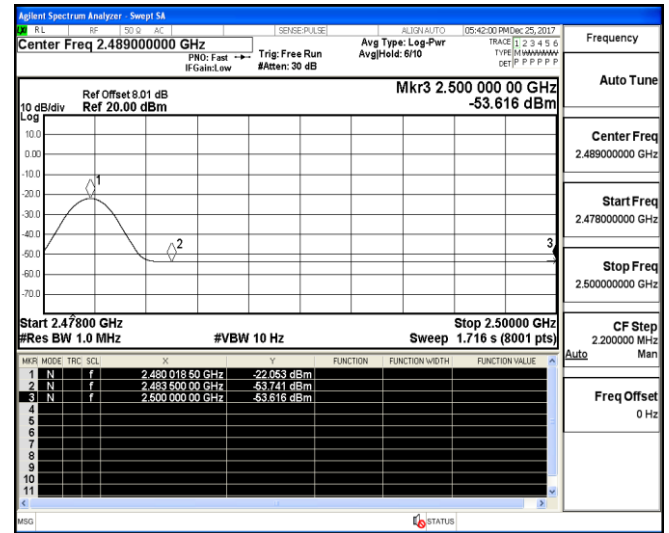 Agilent Spectrum Analyzer - Swept SA
RL RF 50 Ω AC SENSE:PULSE ALIGN AUTO 05:42:00 PM Dec 25, 2017
Center Freq 2.489000000 GHz
PNO: Fast
IFGain:Low
Trig: Free Run
#Atten: 30 dB
Avg Type: Log-Pwr
Avg|Hold: 6/10
TRACE 1 2 3 4 5 6
TYPE MWWWWW
DET P P P P P P
Frequency
Auto Tune
Center Freq
2.489000000 GHz
Start Freq
2.478000000 GHz
Stop Freq
2.500000000 GHz
CF Step
2.200000 MHz
Auto Man
Freq Offset
0 Hz
Ref Offset 8.01 dB
10 dB/div Ref 20.00 dBm
Log
Mkr3 2.500 000 00 GHz
-53.616 dBm
10.0
0.00
-10.0
-20.0
-30.0
-40.0
-50.0
-60.0
-70.0
1
2
3
Start 2.47800 GHz Stop 2.50000 GHz
#Res BW 1.0 MHz #VBW 10 Hz Sweep 1.716 s (8001 pts)
MKR MODE TRC SCL X Y FUNCTION FUNCTION WIDTH FUNCTION VALUE
1 N f 2.480 018 50 GHz -22.053 dBm
2 N f 2.483 500 00 GHz -53.741 dBm
3 N f 2.500 000 00 GHz -53.616 dBm
4
5
6
7
8
9
10
11
MSG STATUS